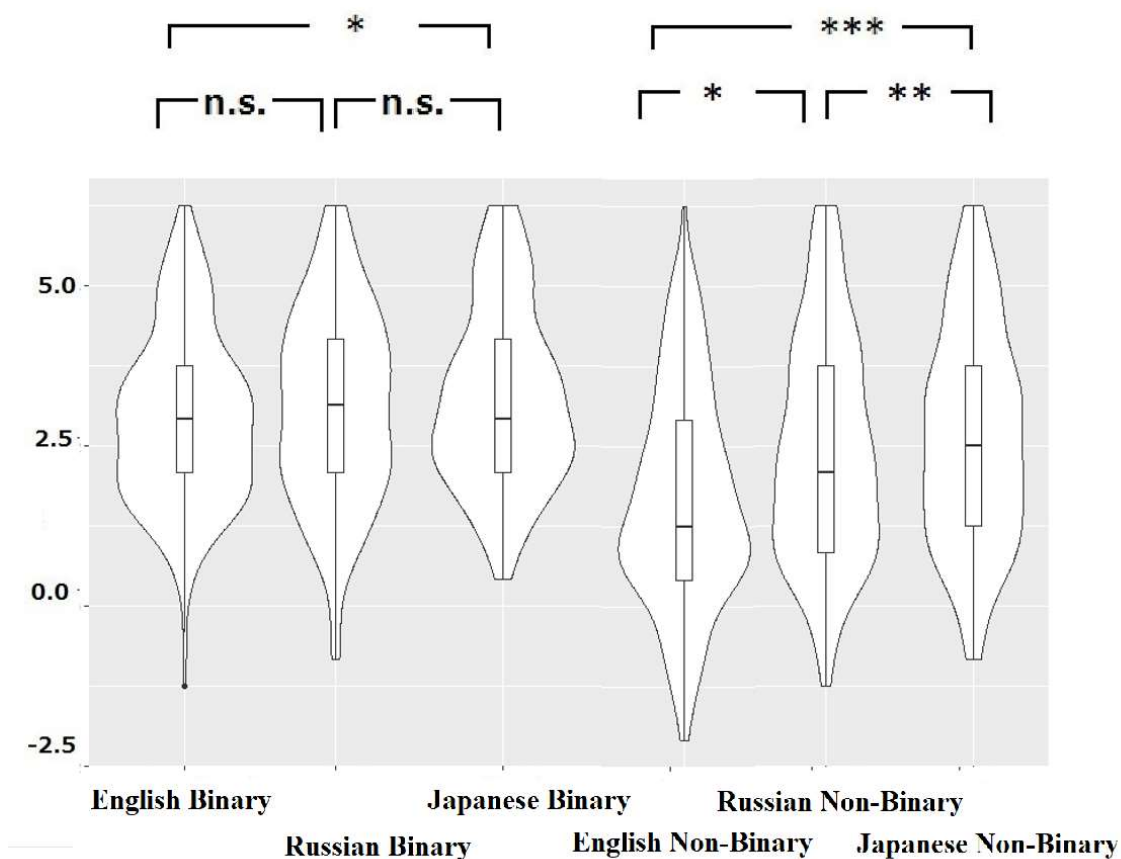 * ***
n.s. n.s. * **
5.0
2.5
0.0
-2.5
English Binary Japanese Binary Russian Non-Binary
Russian Binary English Non-Binary Japanese Non-Binary